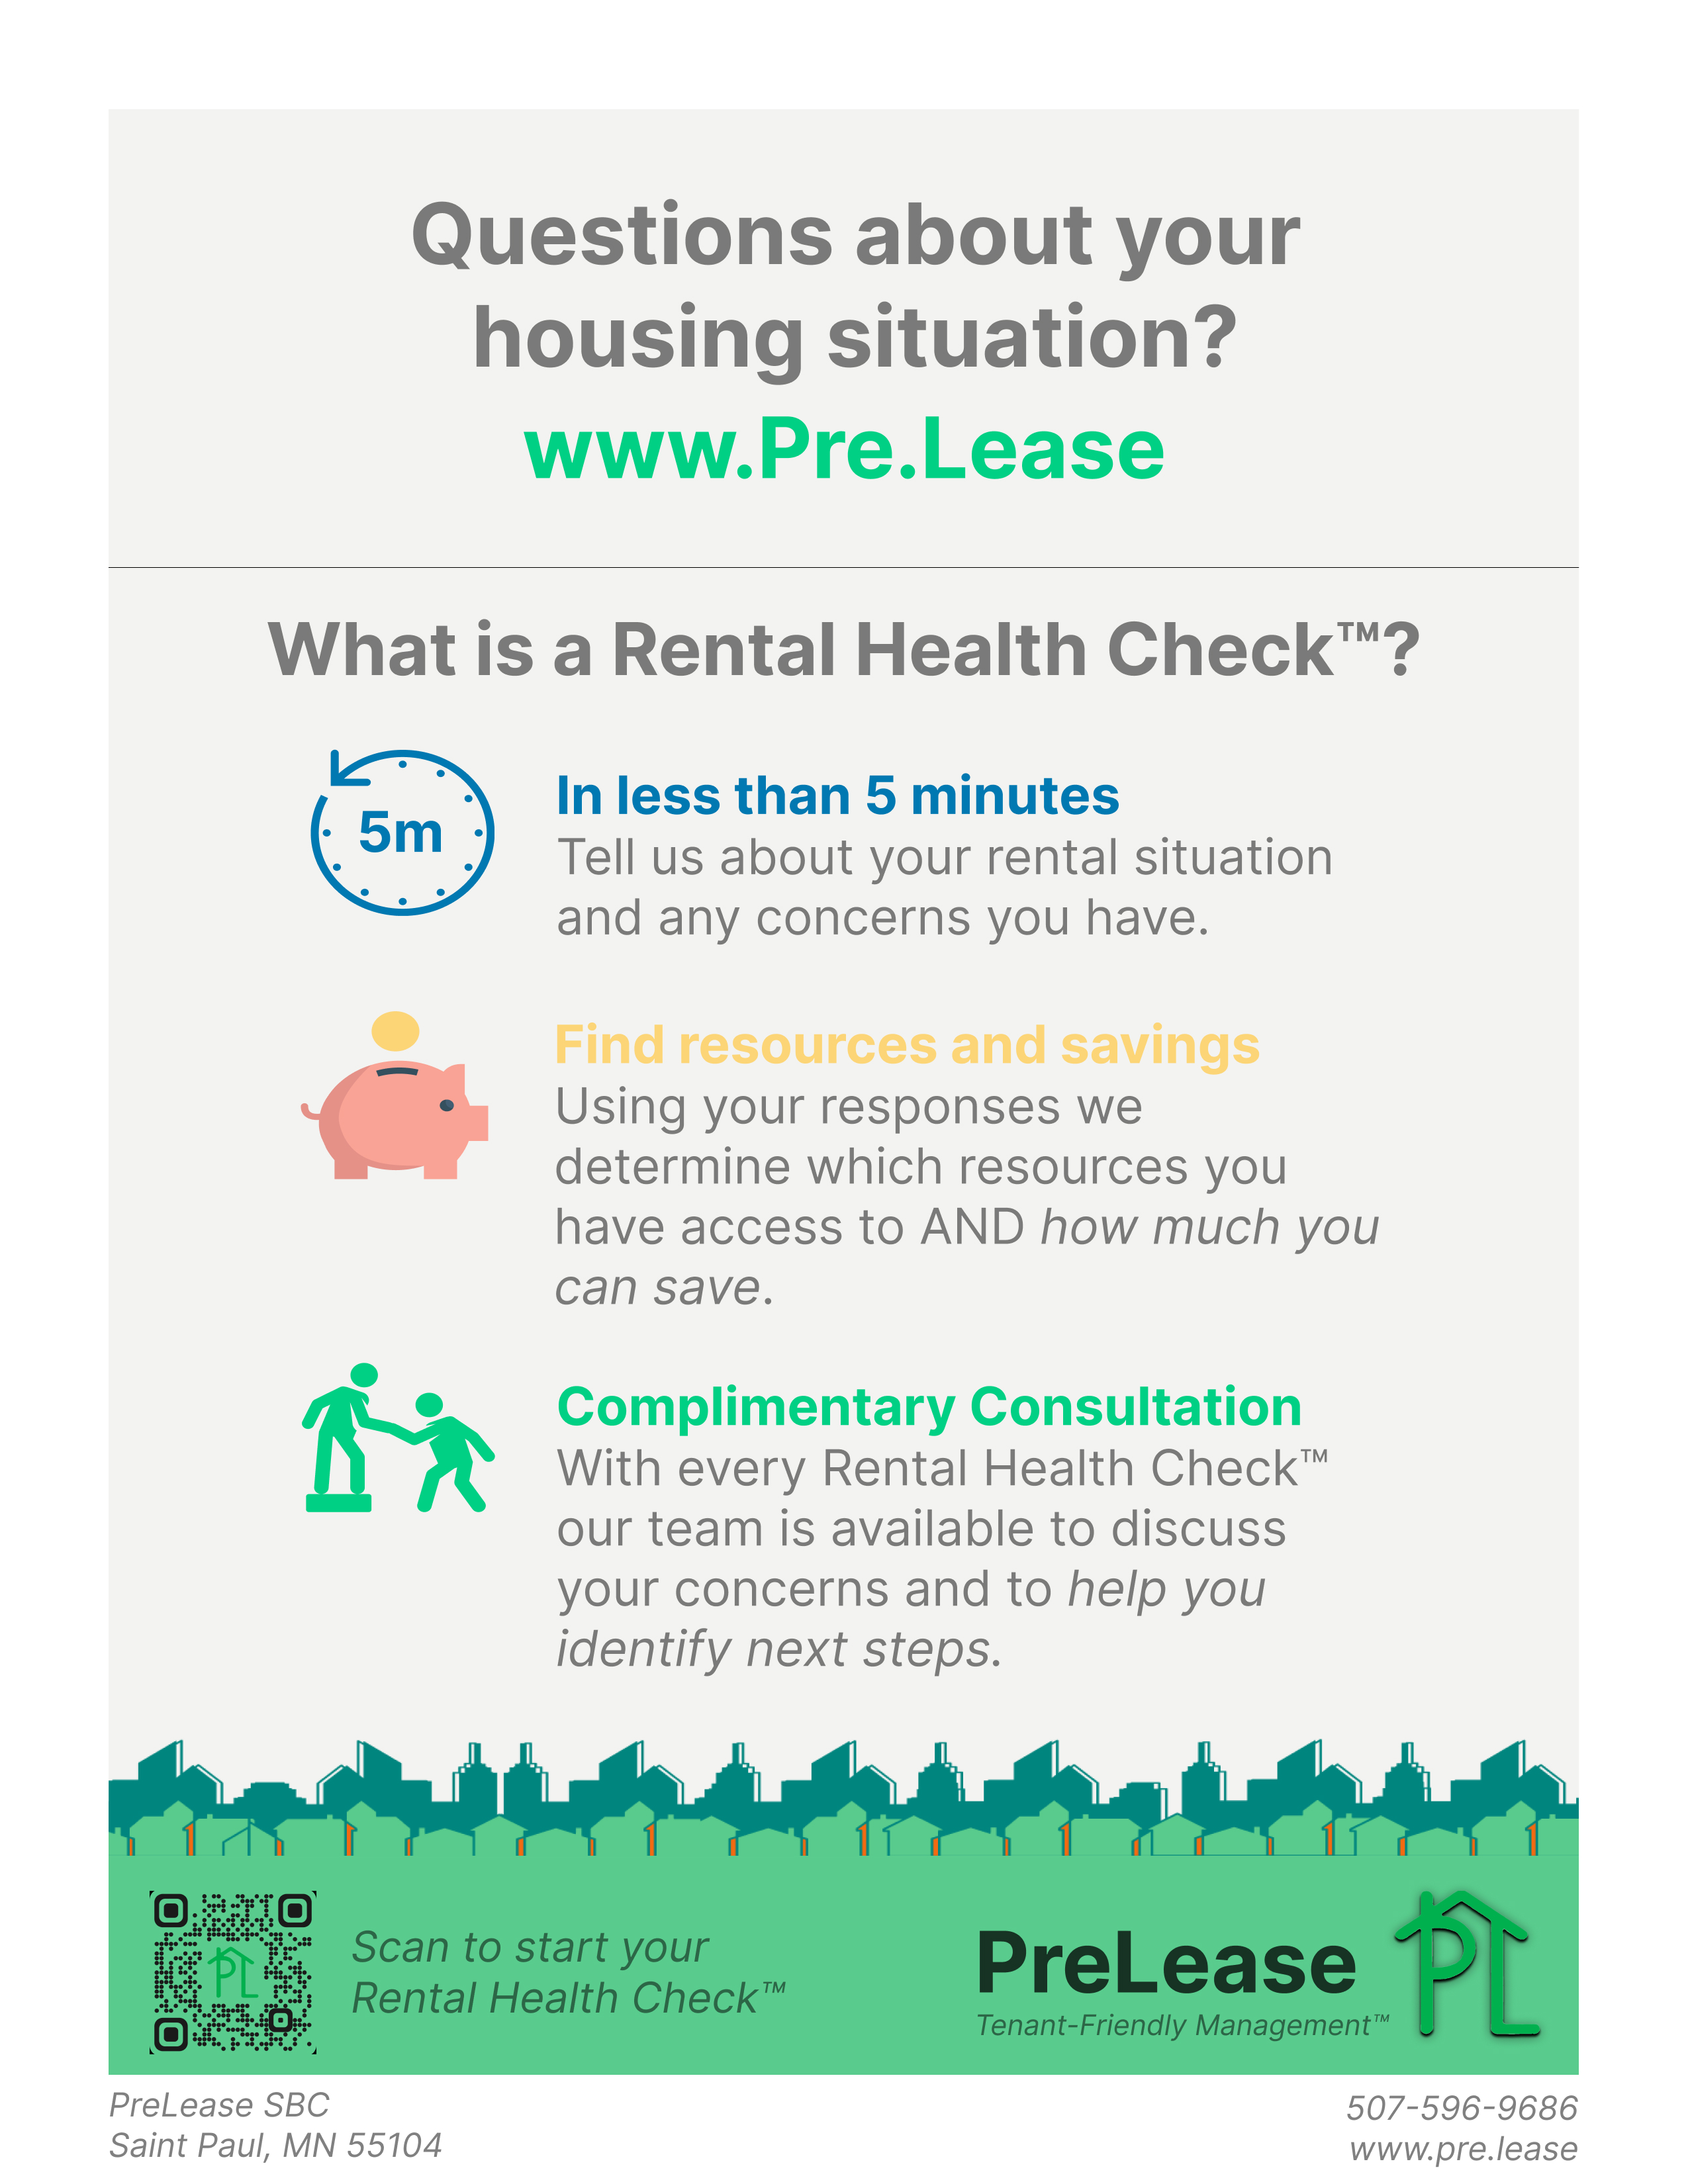 Questions about your
housing situation?
www.Pre.Lease
What is a Rental Health Check™?
5m
In less than 5 minutes
Tell us about your rental situation
and any concerns you have.
Find resources and savings
Using your responses we
determine which resources you
have access to AND how much you
can save.
Complimentary Consultation
With every Rental Health Check™
our team is available to discuss
your concerns and to help you
identify next steps.
PL
Scan to start your
Rental Health Check™
PreLease
Tenant-Friendly Management™
PL
PreLease SBC
Saint Paul, MN 55104
507-596-9686
www.pre.lease